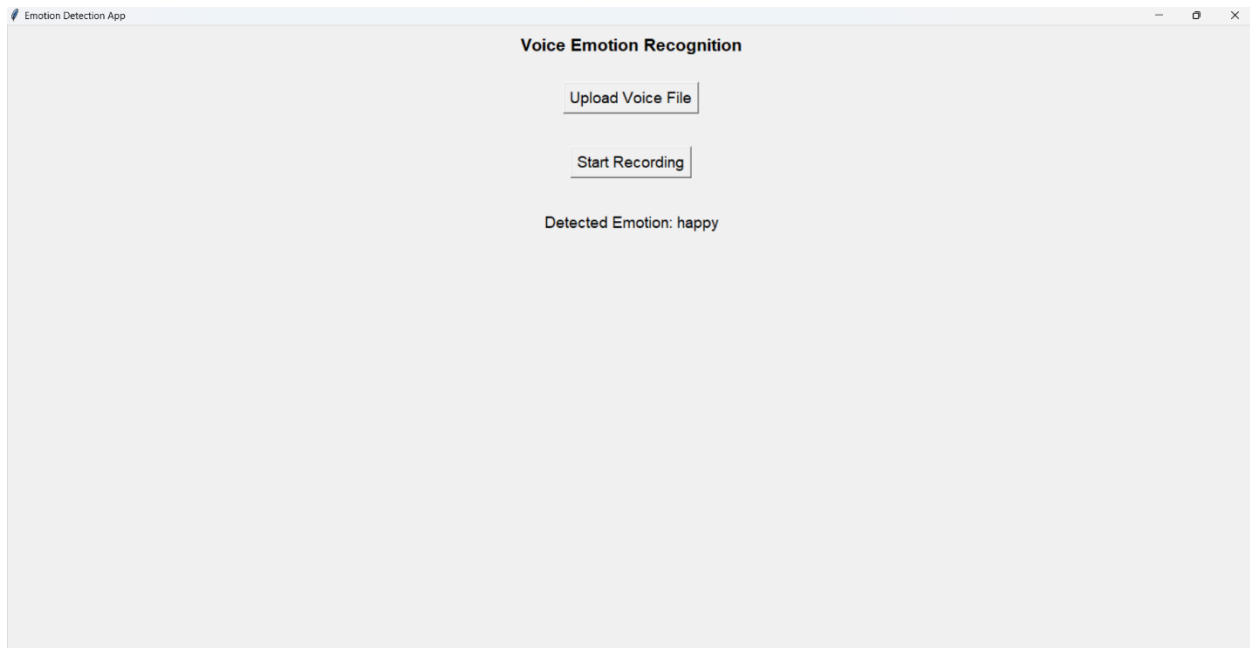 Emotion Detection App
Voice Emotion Recognition
Upload Voice File
Start Recording
Detected Emotion: happy